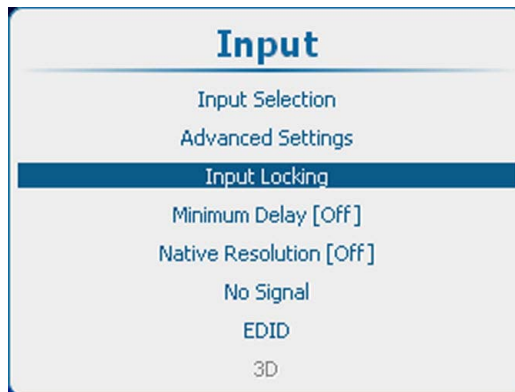 Input
Input Selection
Advanced Settings
Input Locking
Minimum Delay [Off]
Native Resolution [Off]
No Signal
EDID
3D